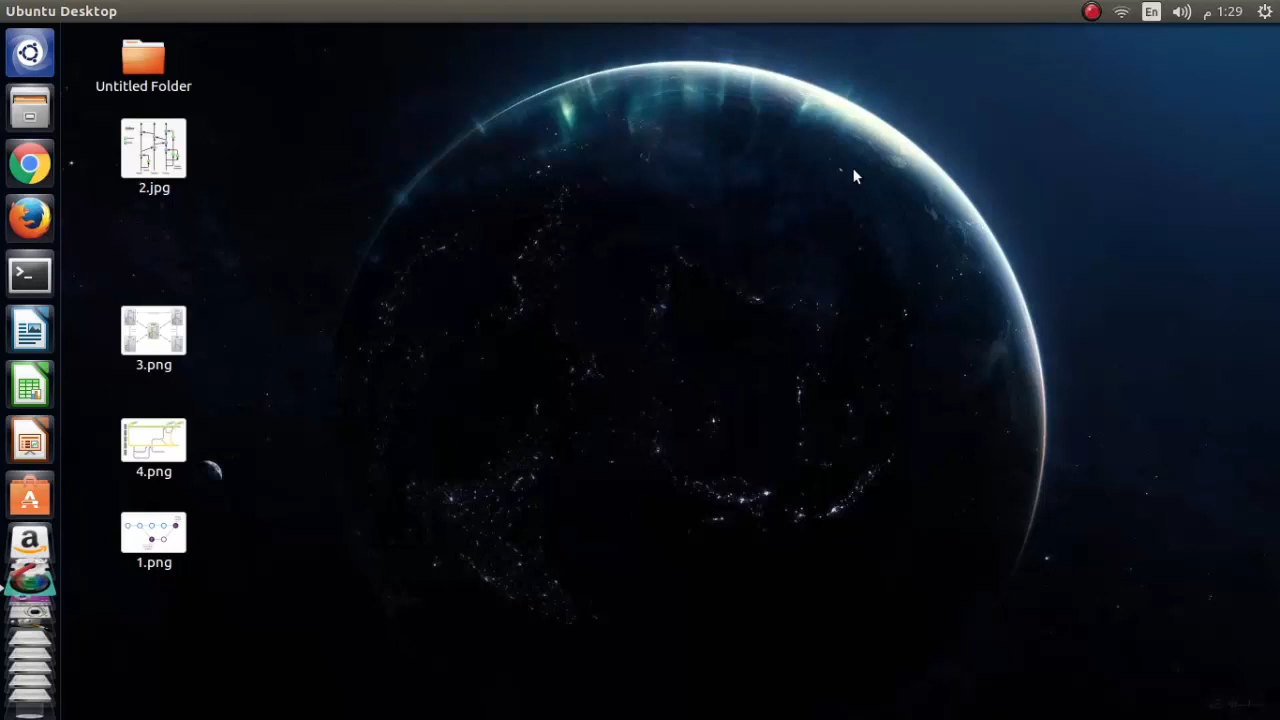 Ubuntu Desktop
En
1:29 م
Untitled Folder
2.jpg
3.png
4.png
1.png